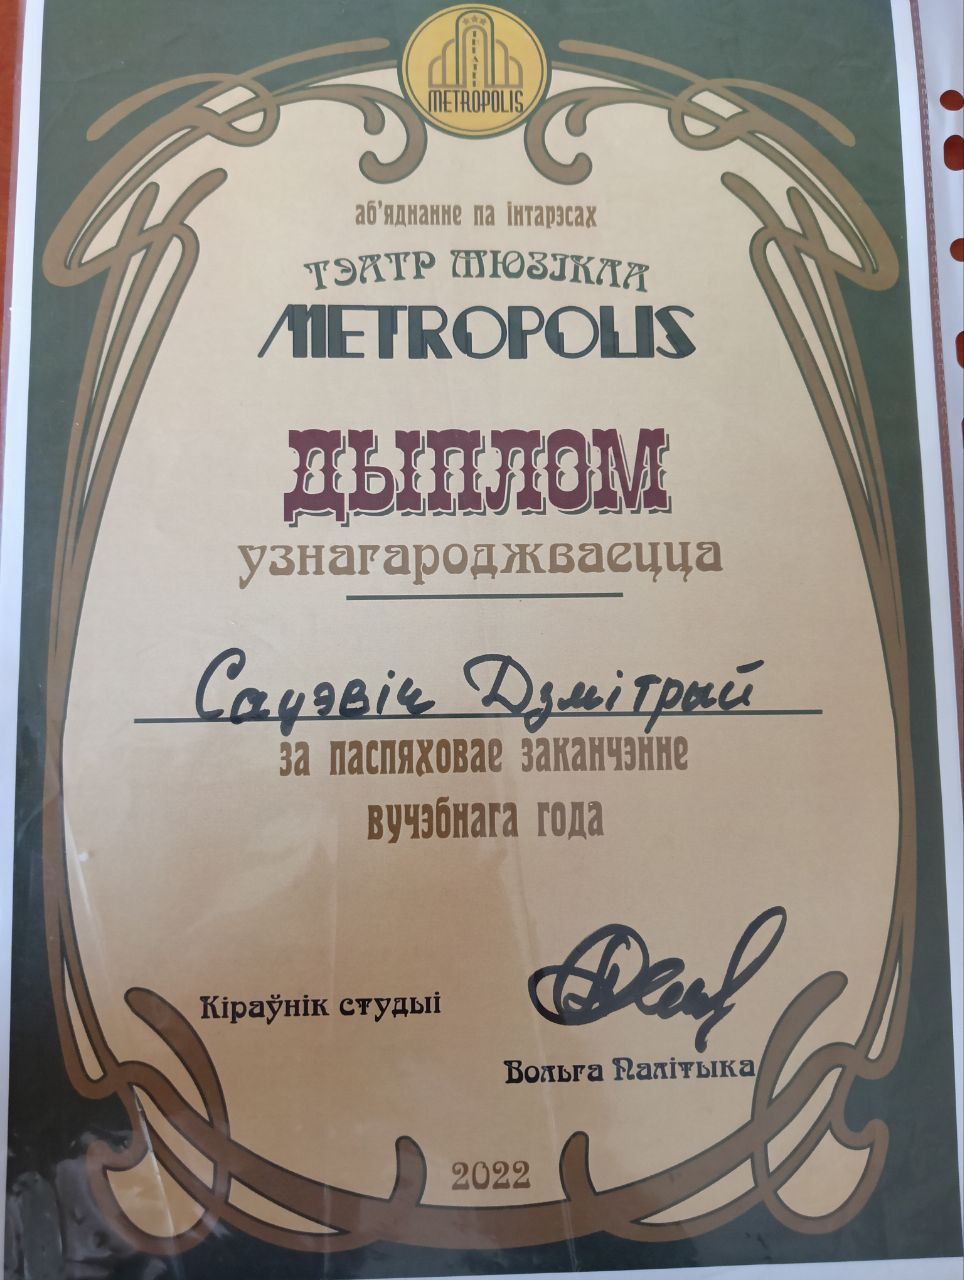 METROPOLIS
аб'яднанне па інтарэсах
ТЭАТР МЮЗІКЛА
METROPOLIS
ДЫПЛОМ
узнагароджваецца
Сацэвіч Дзмітрый
за паспяховае заканчэнне
вучэбнага года
Кіраўнік студыі
Вольга Палітыка
2022